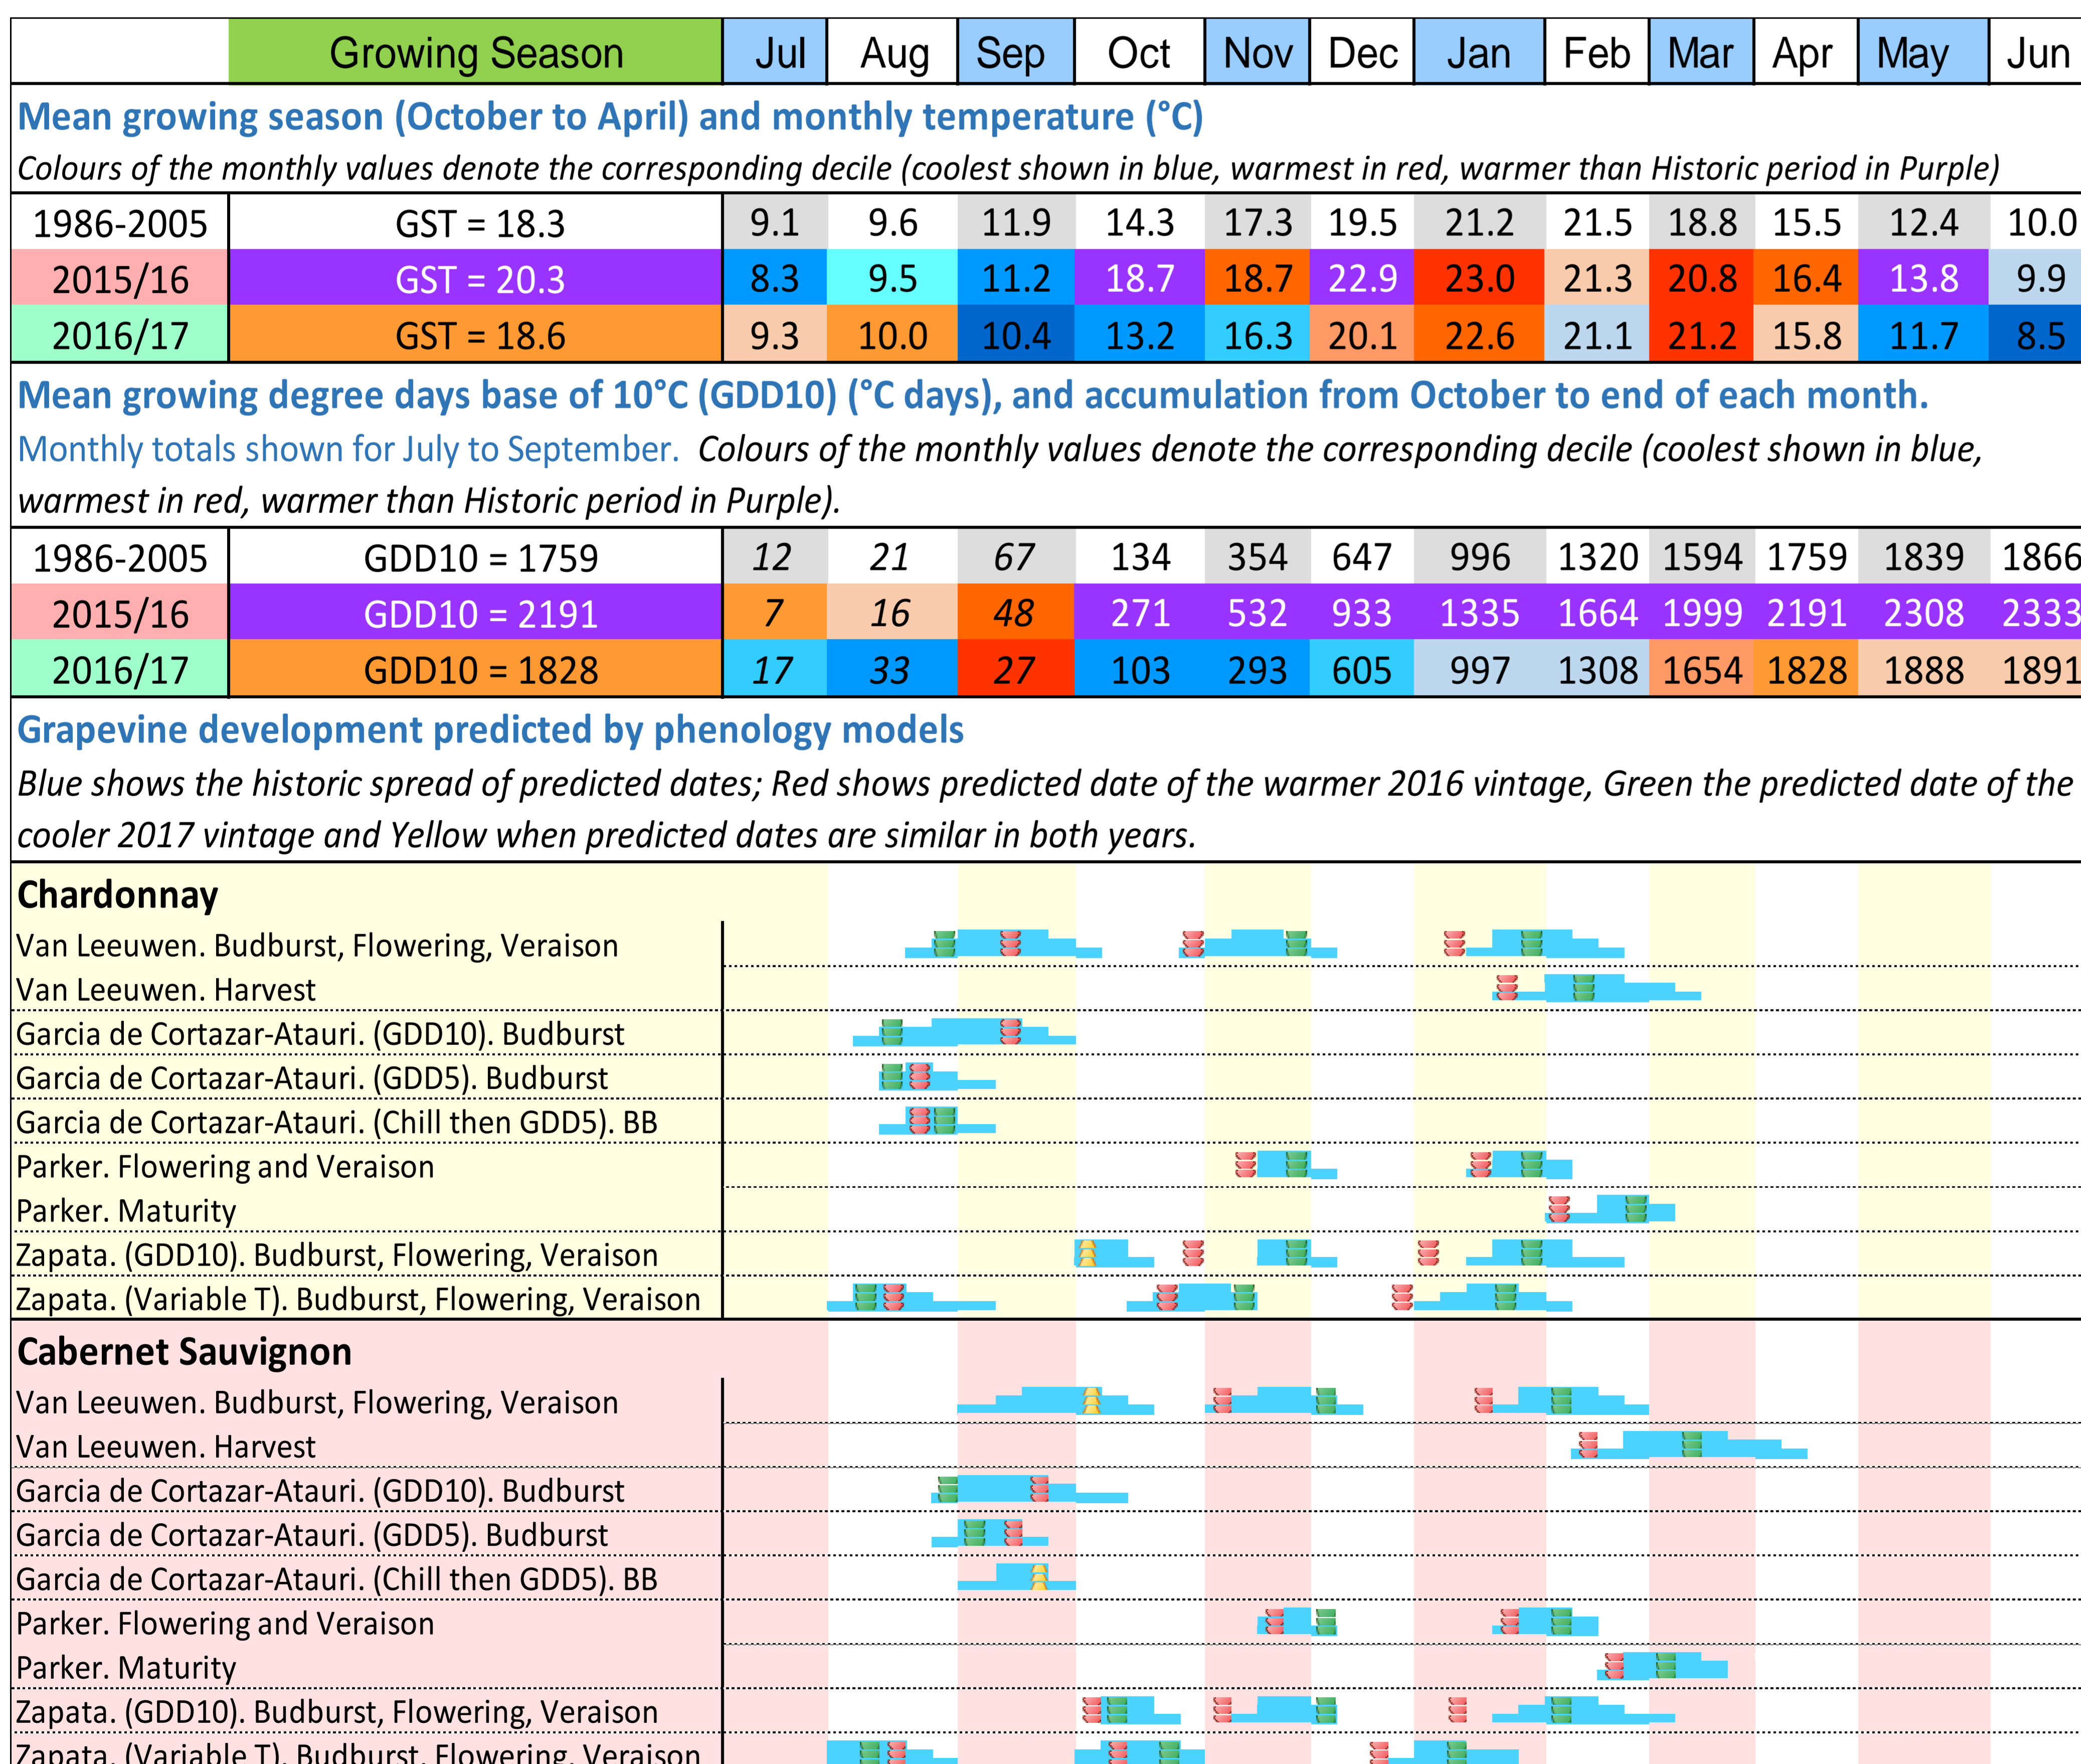 Growing Season Jul Aug Sep Oct Nov Dec Jan Feb Mar Apr May Jun
Mean growing season (October to April) and monthly temperature (°C)
Colours of the monthly values denote the corresponding decile (coolest shown in blue, warmest in red, warmer than Historic period in Purple)
1986-2005 GST = 18.3 9.1 9.6 11.9 14.3 17.3 19.5 21.2 21.5 18.8 15.5 12.4 10.0
2015/16 GST = 20.3 8.3 9.5 11.2 18.7 18.7 22.9 23.0 21.3 20.8 16.4 13.8 9.9
2016/17 GST = 18.6 9.3 10.0 10.4 13.2 16.3 20.1 22.6 21.1 21.2 15.8 11.7 8.5
Mean growing degree days base of 10°C (GDD10) (°C days), and accumulation from October to end of each month.
Monthly totals shown for July to September. Colours of the monthly values denote the corresponding decile (coolest shown in blue,
warmest in red, warmer than Historic period in Purple).
1986-2005 GDD10 = 1759 12 21 67 134 354 647 996 1320 1594 1759 1839 1866
2015/16 GDD10 = 2191 7 16 48 271 532 933 1335 1664 1999 2191 2308 2333
2016/17 GDD10 = 1828 17 33 27 103 293 605 997 1308 1654 1828 1888 1891
Grapevine development predicted by phenology models
Blue shows the historic spread of predicted dates; Red shows predicted date of the warmer 2016 vintage, Green the predicted date of the
cooler 2017 vintage and Yellow when predicted dates are similar in both years.
Chardonnay
Van Leeuwen. Budburst, Flowering, Veraison
Van Leeuwen. Harvest
Garcia de Cortazar-Atauri. (GDD10). Budburst
Garcia de Cortazar-Atauri. (GDD5). Budburst
Garcia de Cortazar-Atauri. (Chill then GDD5). BB
Parker. Flowering and Veraison
Parker. Maturity
Zapata. (GDD10). Budburst, Flowering, Veraison
Zapata. (Variable T). Budburst, Flowering, Veraison
Cabernet Sauvignon
Van Leeuwen. Budburst, Flowering, Veraison
Van Leeuwen. Harvest
Garcia de Cortazar-Atauri. (GDD10). Budburst
Garcia de Cortazar-Atauri. (GDD5). Budburst
Garcia de Cortazar-Atauri. (Chill then GDD5). BB
Parker. Flowering and Veraison
Parker. Maturity
Zapata. (GDD10). Budburst, Flowering, Veraison
Zapata. (Variable T). Budburst, Flowering, Veraison